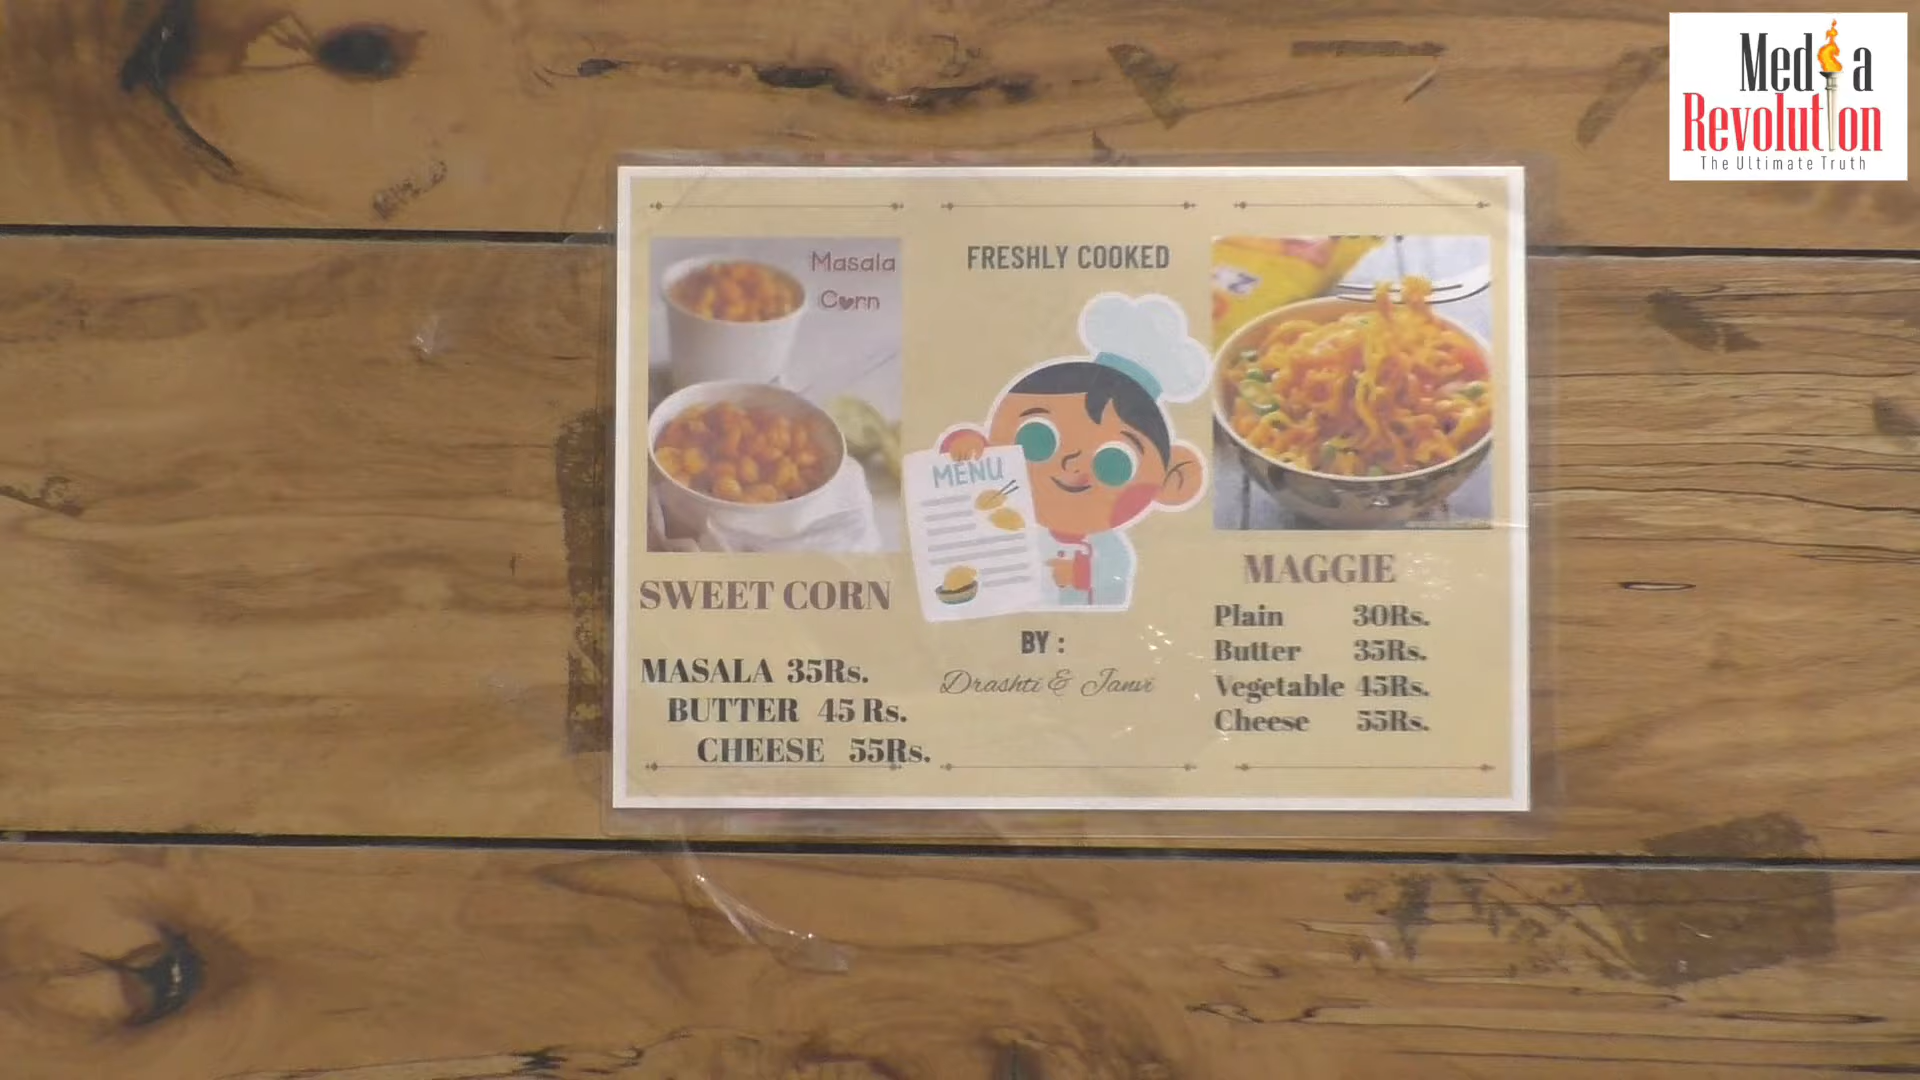 Media
Revolution
The Ultimate Truth
FRESHLY COOKED
Masala
Corn
MENU
SWEET CORN
MASALA 35Rs.
BUTTER 45 Rs.
CHEESE 55Rs.
BY :
Drashti & Janvi
MAGGIE
Plain 30Rs.
Butter 35Rs.
Vegetable 45Rs.
Cheese 55Rs.